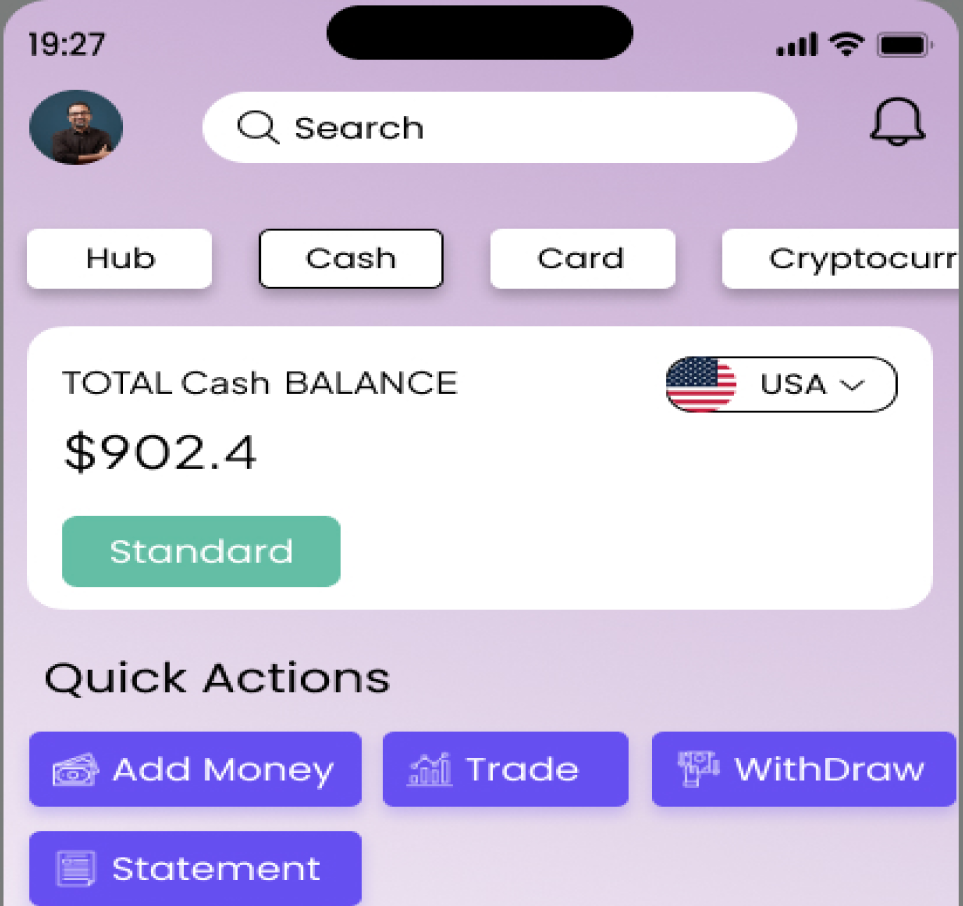 19:27
Search
Hub Cash Card Cryptocurr
TOTAL Cash BALANCE USA
$902.4
Standard
Quick Actions
Add Money Trade WithDraw
Statement